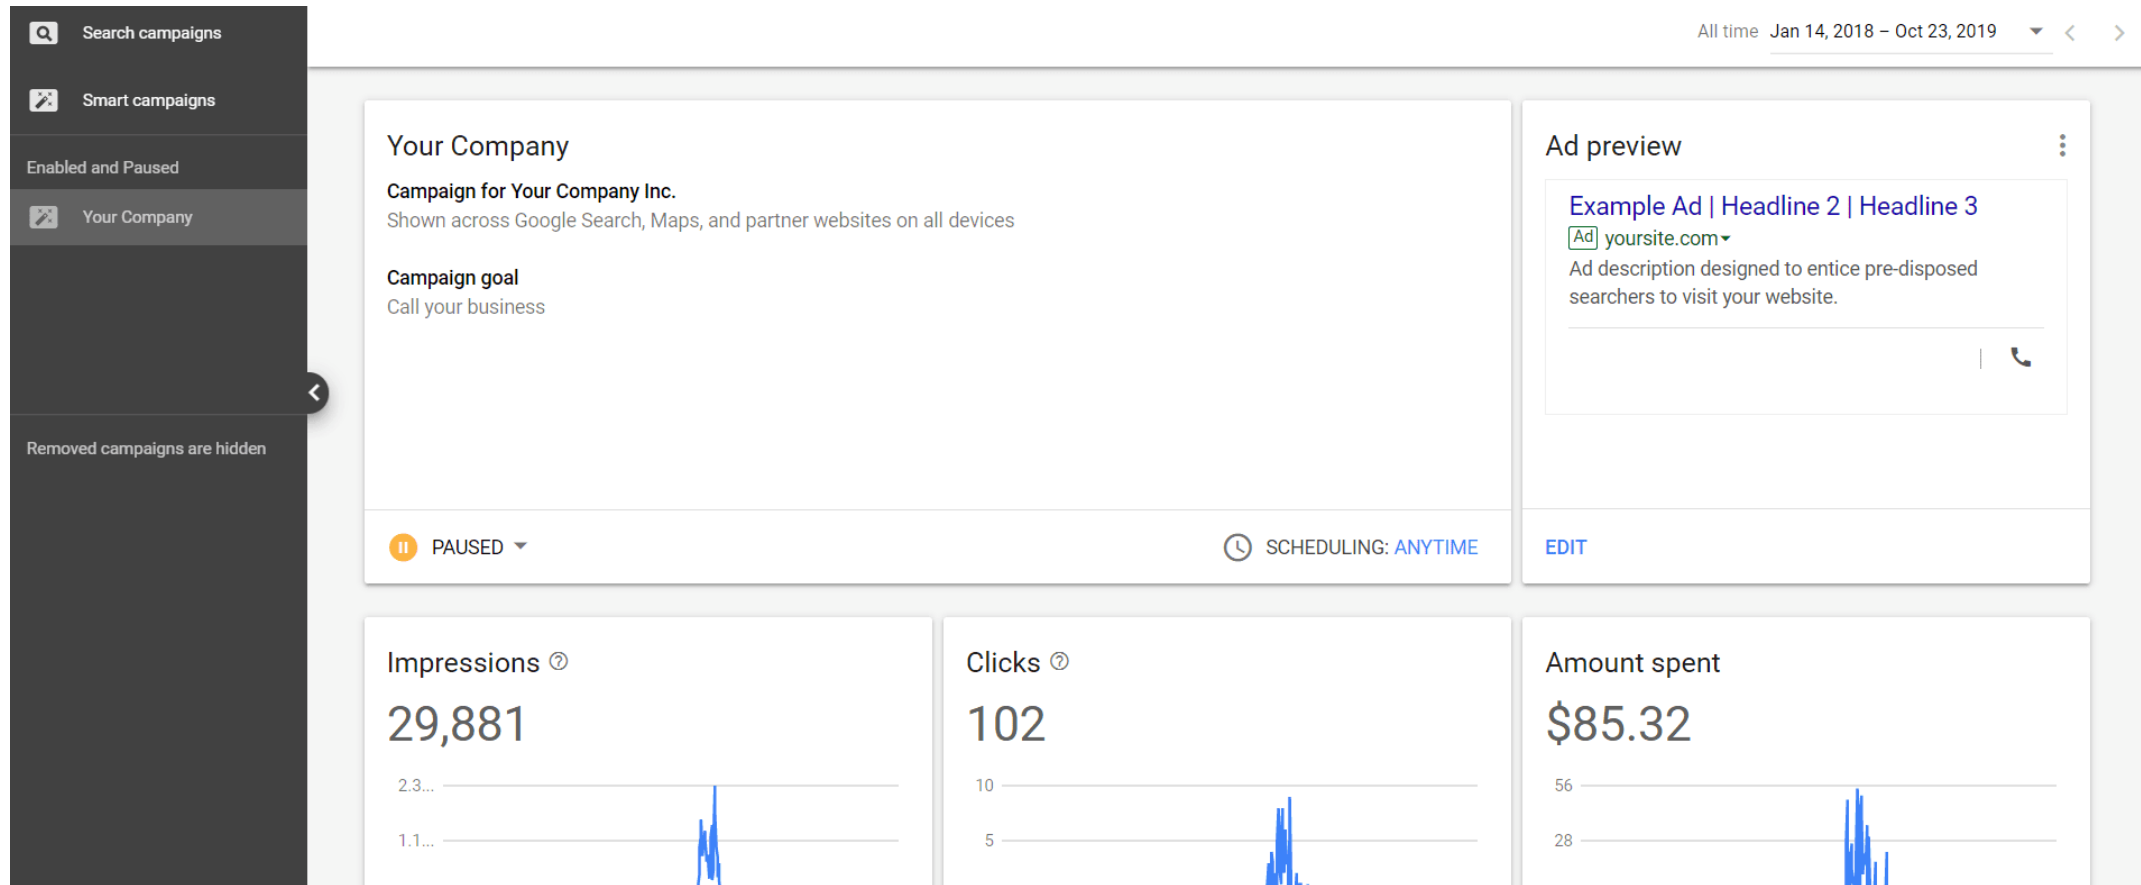 Search campaigns
Smart campaigns
Enabled and Paused
Your Company
Removed campaigns are hidden
All time Jan 14, 2018 – Oct 23, 2019
Your Company
Campaign for Your Company Inc.
Shown across Google Search, Maps, and partner websites on all devices
Campaign goal
Call your business
PAUSED
SCHEDULING: ANYTIME
Ad preview
Example Ad | Headline 2 | Headline 3
Ad yoursite.com
Ad description designed to entice pre-disposed
searchers to visit your website.
EDIT
Impressions ?
29,881
2.3...
1.1...
Clicks ?
102
10
5
Amount spent
$85.32
56
28